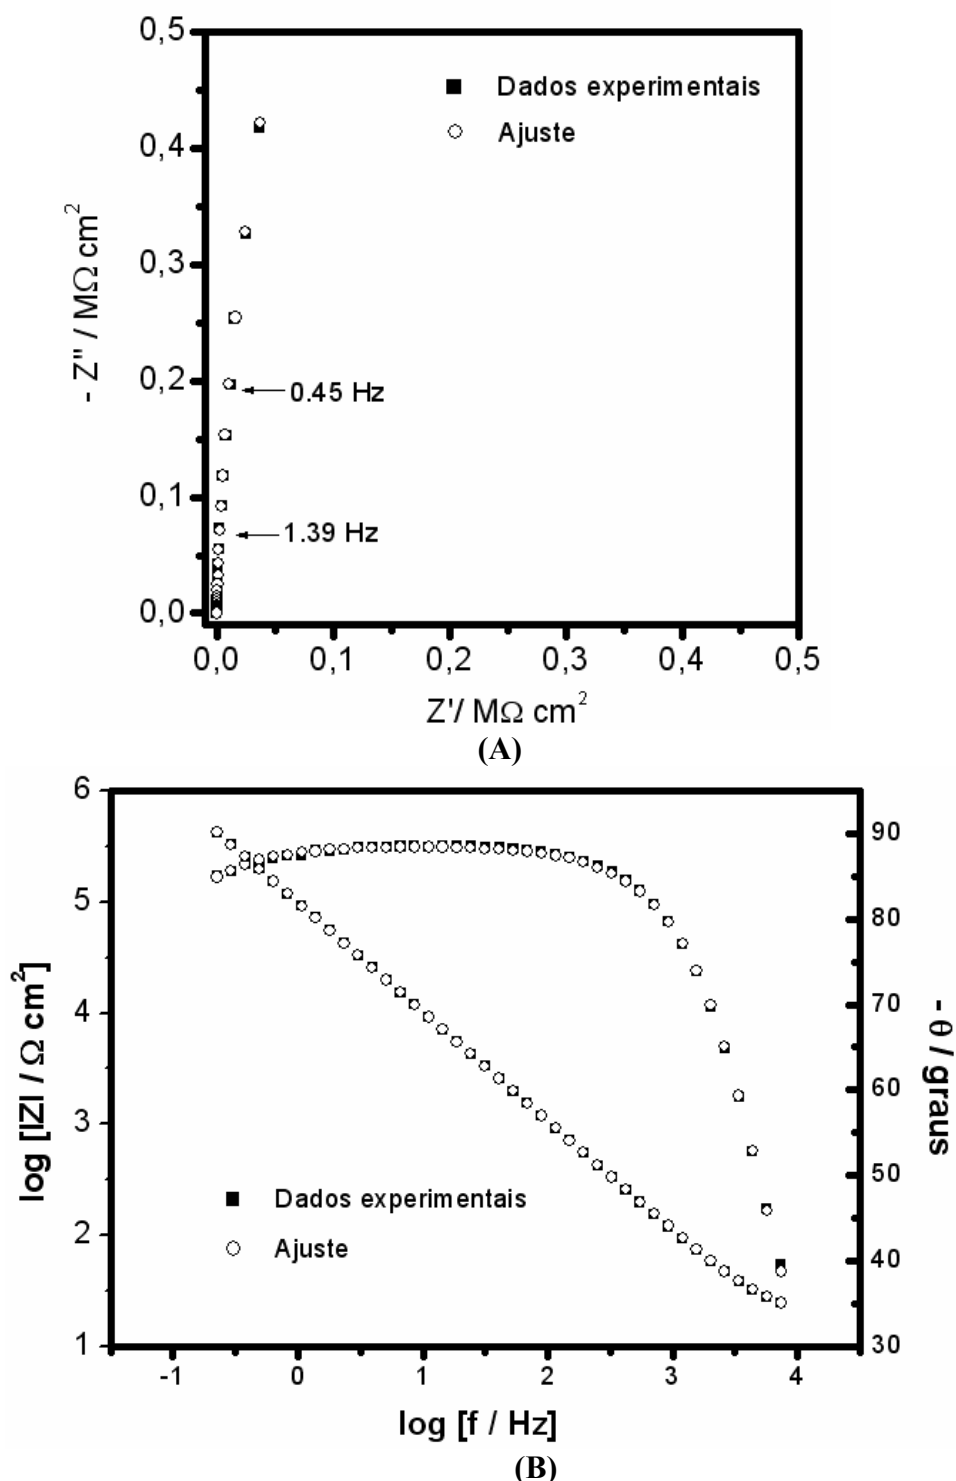 0,5
0,4
0,3
0,2
0,1
0,0
- Z'' / MΩ cm²
Dados experimentais
Ajuste
0.45 Hz
1.39 Hz
0,0 0,1 0,2 0,3 0,4 0,5
Z'/ MΩ cm²
(A)
6
5
4
3
2
1
log [IZI / Ω cm²]
90
80
70
60
50
40
30
- θ / graus
Dados experimentais
Ajuste
-1 0 1 2 3 4
log [f / Hz]
(B)